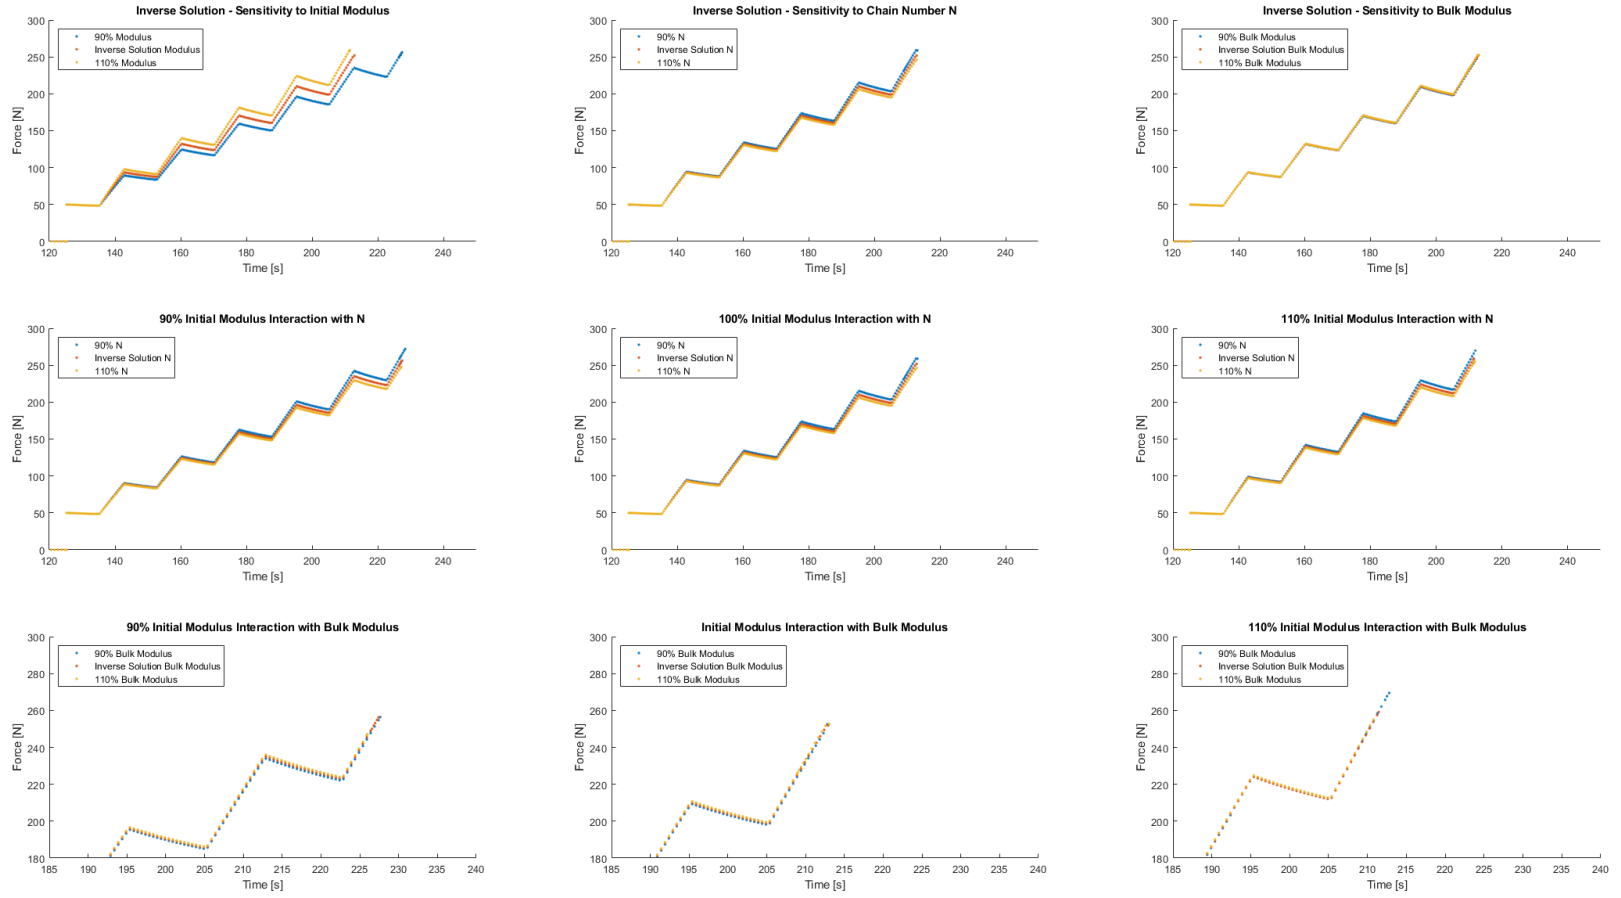 Inverse Solution - Sensitivity to Initial Modulus
300
250
200
150
100
50
0
Force [N]
90% Modulus
Inverse Solution Modulus
110% Modulus
120 140 160 180 200 220 240
Time [s]
Inverse Solution - Sensitivity to Chain Number N
300
250
200
150
100
50
0
Force [N]
90% N
Inverse Solution N
110% N
120 140 160 180 200 220 240
Time [s]
Inverse Solution - Sensitivity to Bulk Modulus
300
250
200
150
100
50
0
Force [N]
90% Bulk Modulus
Inverse Solution Bulk Modulus
110% Bulk Modulus
120 140 160 180 200 220 240
Time [s]
90% Initial Modulus Interaction with N
300
250
200
150
100
50
0
Force [N]
90% N
Inverse Solution N
110% N
120 140 160 180 200 220 240
Time [s]
100% Initial Modulus Interaction with N
300
250
200
150
100
50
0
Force [N]
90% N
Inverse Solution N
110% N
120 140 160 180 200 220 240
Time [s]
110% Initial Modulus Interaction with N
300
250
200
150
100
50
0
Force [N]
90% N
Inverse Solution N
110% N
120 140 160 180 200 220 240
Time [s]
90% Initial Modulus Interaction with Bulk Modulus
300
280
260
240
220
200
180
Force [N]
90% Bulk Modulus
Inverse Solution Bulk Modulus
110% Bulk Modulus
185 190 195 200 205 210 215 220 225 230 235 240
Time [s]
Initial Modulus Interaction with Bulk Modulus
300
280
260
240
220
200
180
Force [N]
90% Bulk Modulus
Inverse Solution Bulk Modulus
110% Bulk Modulus
185 190 195 200 205 210 215 220 225 230 235 240
Time [s]
110% Initial Modulus Interaction with Bulk Modulus
300
280
260
240
220
200
180
Force [N]
90% Bulk Modulus
Inverse Solution Bulk Modulus
110% Bulk Modulus
185 190 195 200 205 210 215 220 225 230 235 240
Time [s]